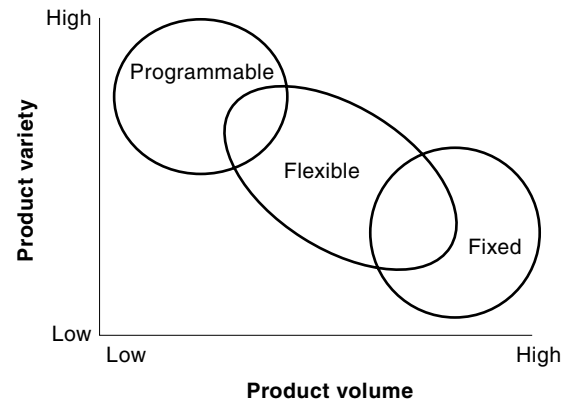 High
Programmable
Flexible
Fixed
Product variety
Low
Low
High
Product volume